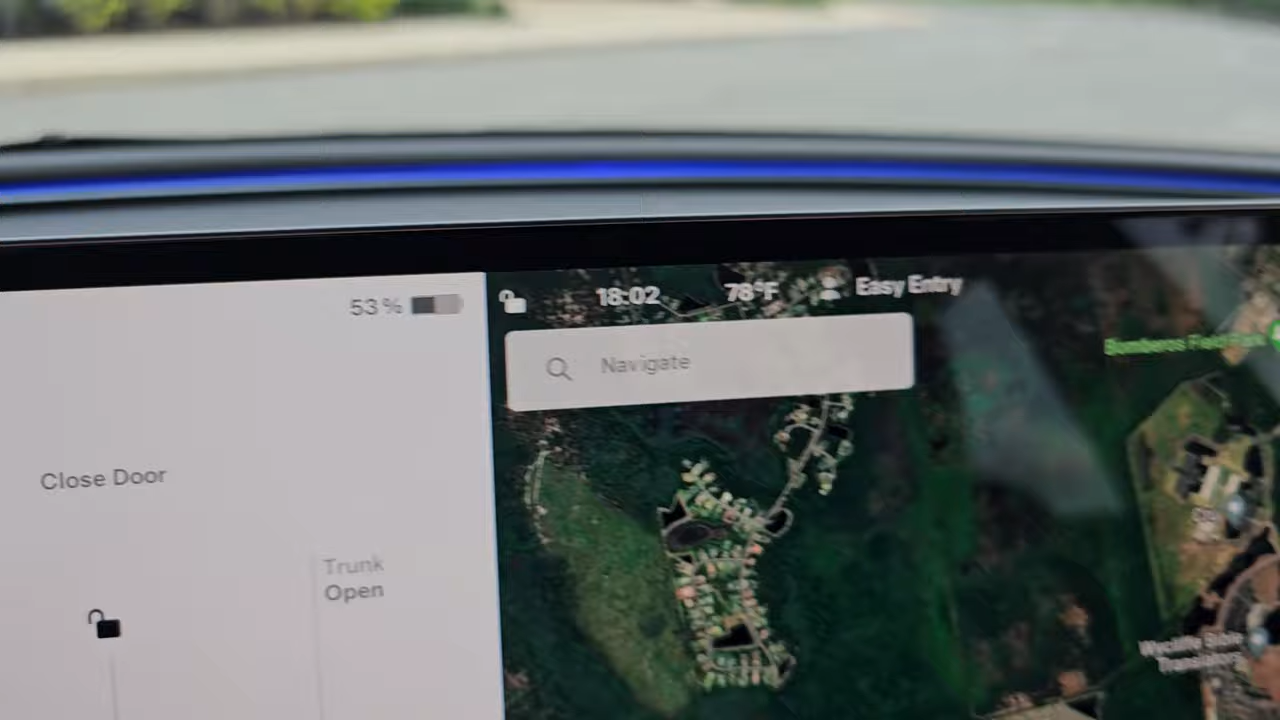 53 %
18:02
78°F
Easy Entry
Navigate
Close Door
Trunk
Open